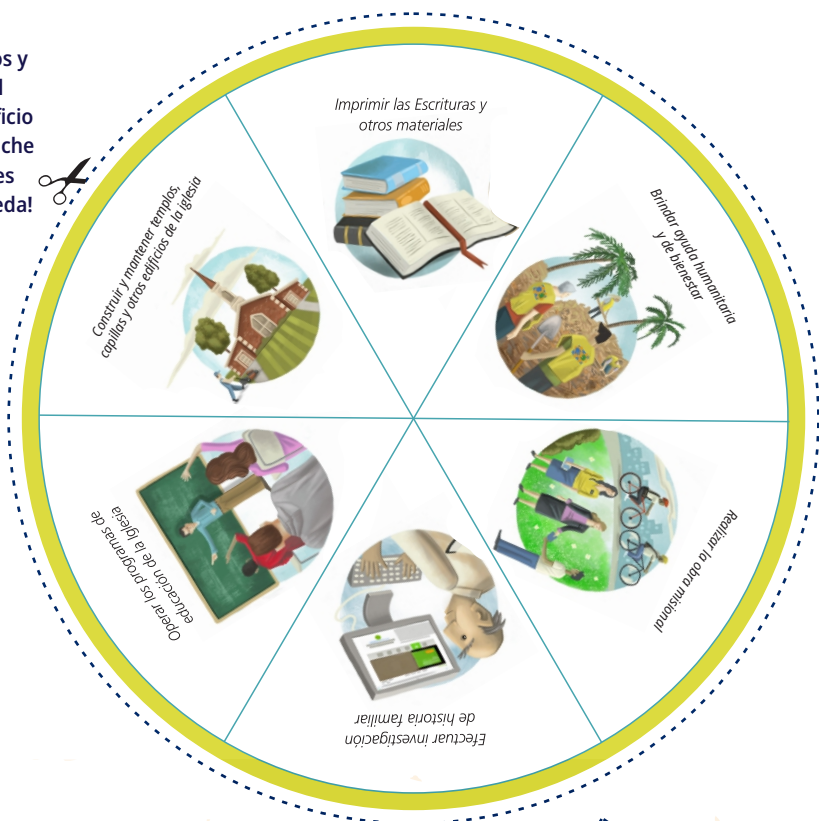 os y
l
ficio
che
es
eda!
Imprimir las Escrituras y
otros materiales
Brindar ayuda humanitaria
y de bienestar
Realizar la obra misional
Efectuar investigación
de historia familiar
Operar los programas de
educación de la Iglesia
Construir y mantener templos,
capillas y otros edificios de la iglesia